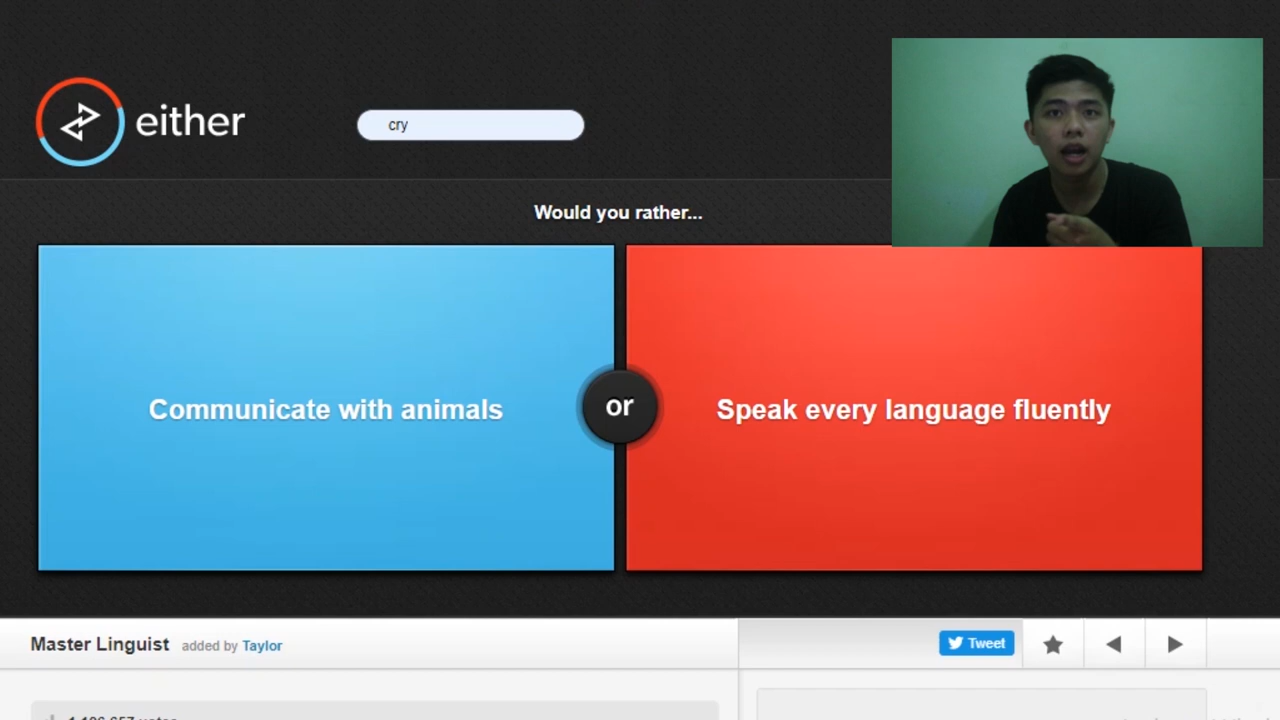 either
cry
Would you rather...
Communicate with animals
or
Speak every language fluently
Master Linguist added by Taylor
Tweet